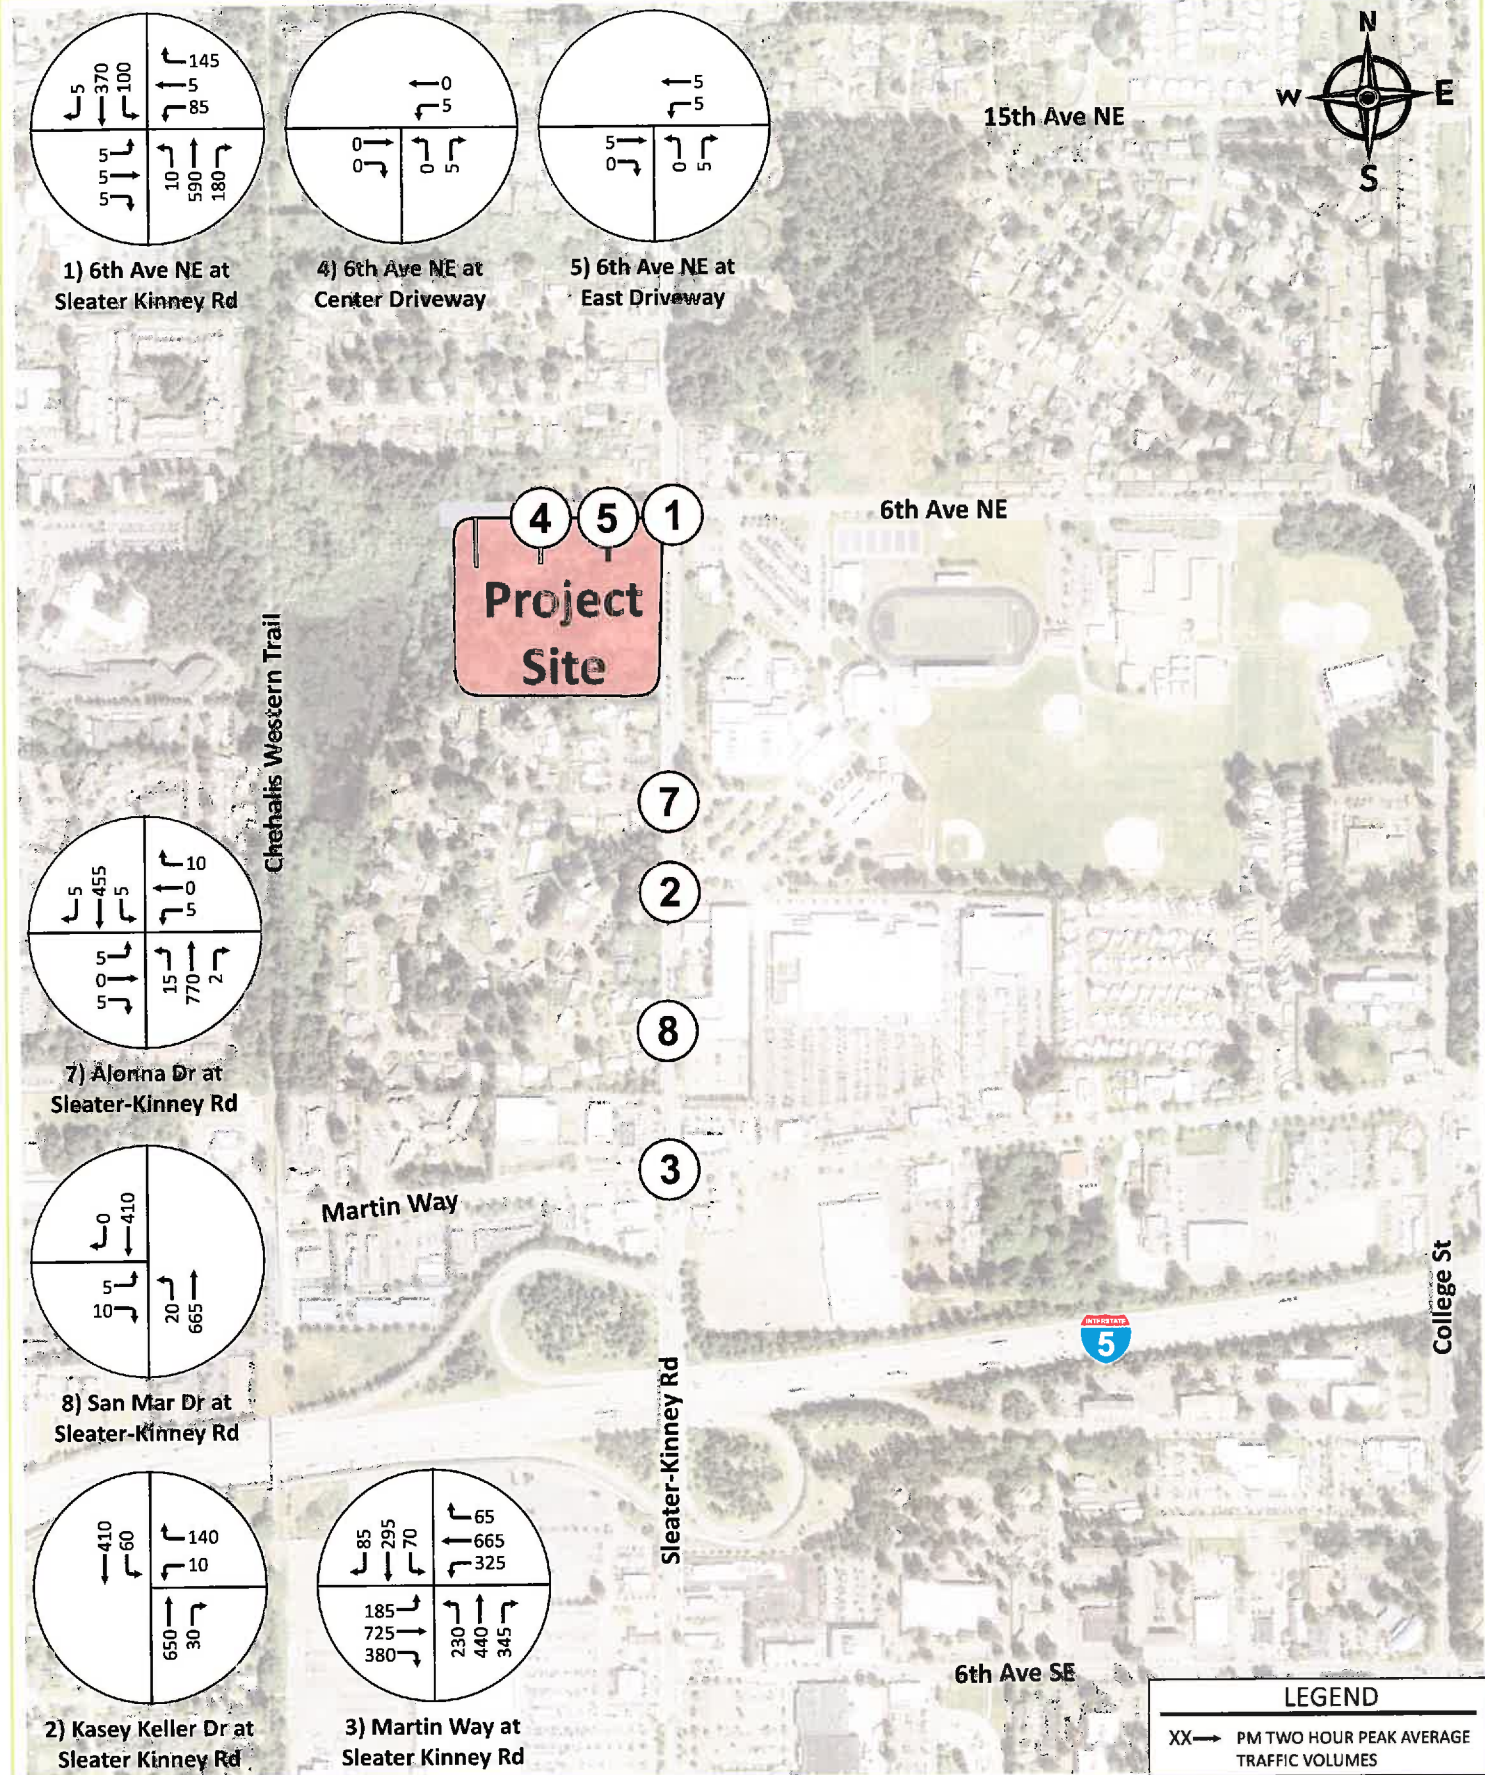 N
W
E
S
15th Ave NE
5
370
100
145
5
85
5
5
5
10
590
180
1) 6th Ave NE at
Sleater Kinney Rd
0
5
0
0
0
5
4) 6th Ave NE at
Center Driveway
5
5
5
0
0
5
5) 6th Ave NE at
East Driveway
4
5
1
6th Ave NE
Project
Site
Chehalis Western Trail
7
2
8
3
5
455
5
10
0
5
5
0
5
15
770
2
7) Alonna Dr at
Sleater-Kinney Rd
0
410
5
10
20
665
8) San Mar Dr at
Sleater-Kinney Rd
Martin Way
INTERSTATE
5
College St
Sleater-Kinney Rd
410
60
140
10
650
30
2) Kasey Keller Dr at
Sleater Kinney Rd
85
295
70
65
665
325
185
725
380
230
440
345
3) Martin Way at
Sleater Kinney Rd
6th Ave SE
LEGEND
XX PM TWO HOUR PEAK AVERAGE
TRAFFIC VOLUMES